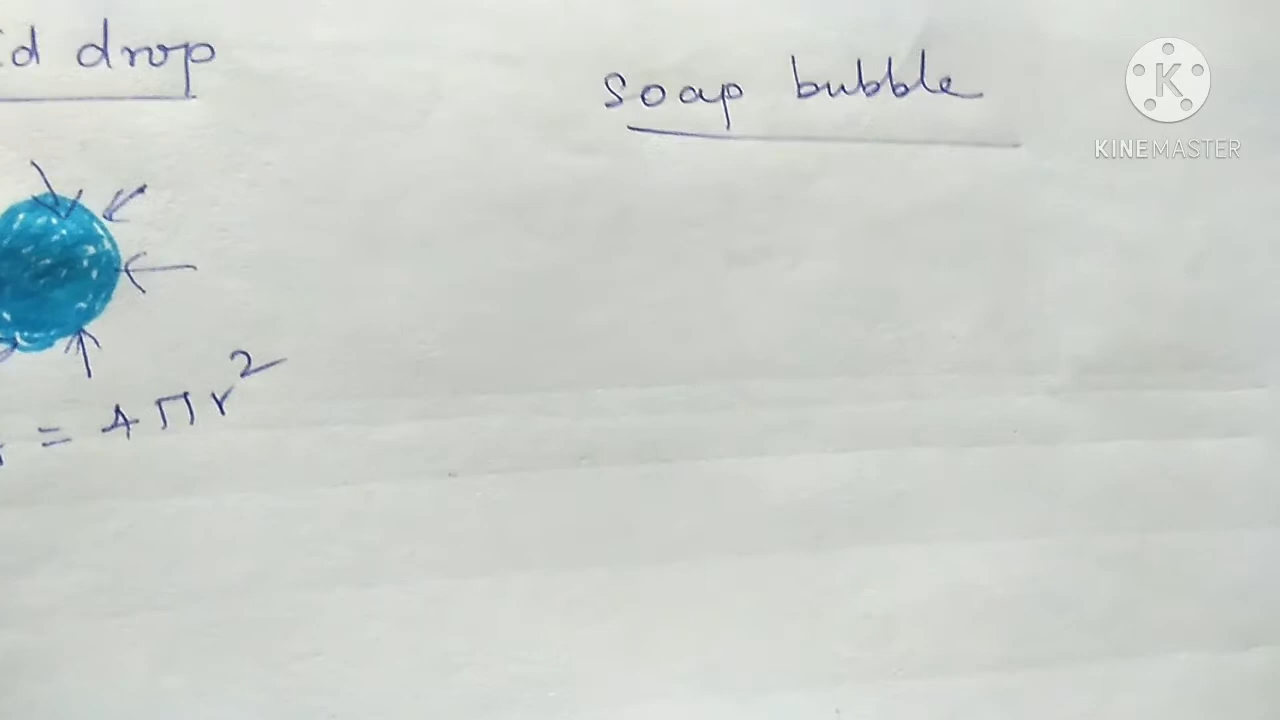 drop
soap bubble
K
KINEMASTER
= 4πr²